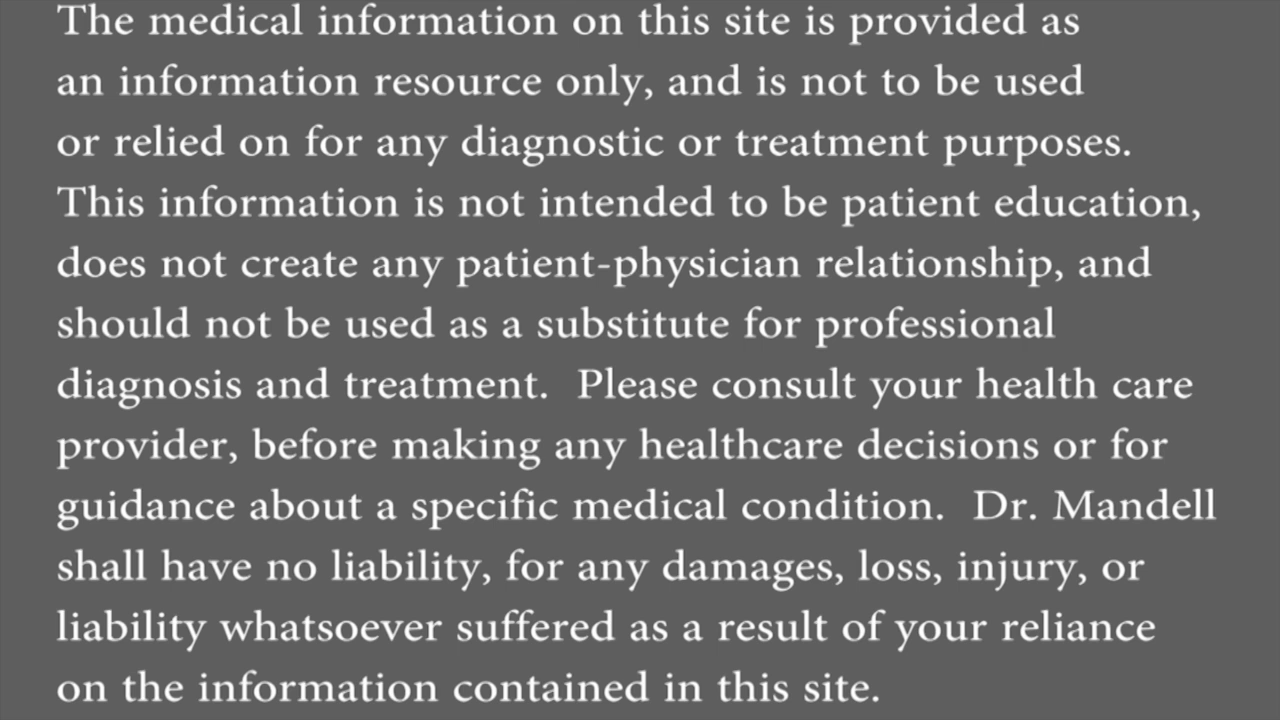 The medical information on this site is provided as
an information resource only, and is not to be used
or relied on for any diagnostic or treatment purposes.
This information is not intended to be patient education,
does not create any patient-physician relationship, and
should not be used as a substitute for professional
diagnosis and treatment.  Please consult your health care
provider, before making any healthcare decisions or for
guidance about a specific medical condition.  Dr. Mandell
shall have no liability, for any damages, loss, injury, or
liability whatsoever suffered as a result of your reliance
on the information contained in this site.